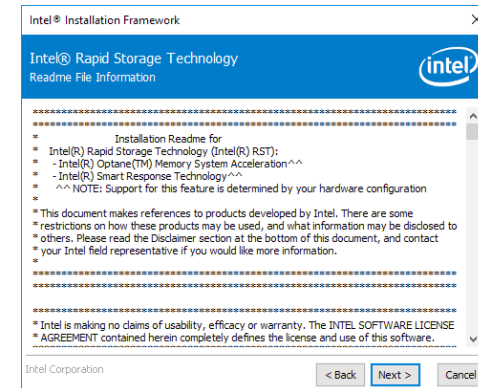 Intel® Installation Framework
Intel® Rapid Storage Technology
Readme File Information
intel
**************************************************************************
**************************************************************************
* Installation Readme for
* Intel(R) Rapid Storage Technology (Intel(R) RST):
* - Intel(R) Optane(TM) Memory System Acceleration^^
* - Intel(R) Smart Response Technology^^
* ^^ NOTE: Support for this feature is determined by your hardware configuration
*
* This document makes references to products developed by Intel. There are some
* restrictions on how these products may be used, and what information may be disclosed to
* others. Please read the Disclaimer section at the bottom of this document, and contact
* your Intel field representative if you would like more information.
*
**************************************************************************
**************************************************************************
**************************************************************************
* Intel is making no claims of usability, efficacy or warranty. The INTEL SOFTWARE LICENSE
* AGREEMENT contained herein completely defines the license and use of this software.
**************************************************************************
Intel Corporation
< Back Next > Cancel